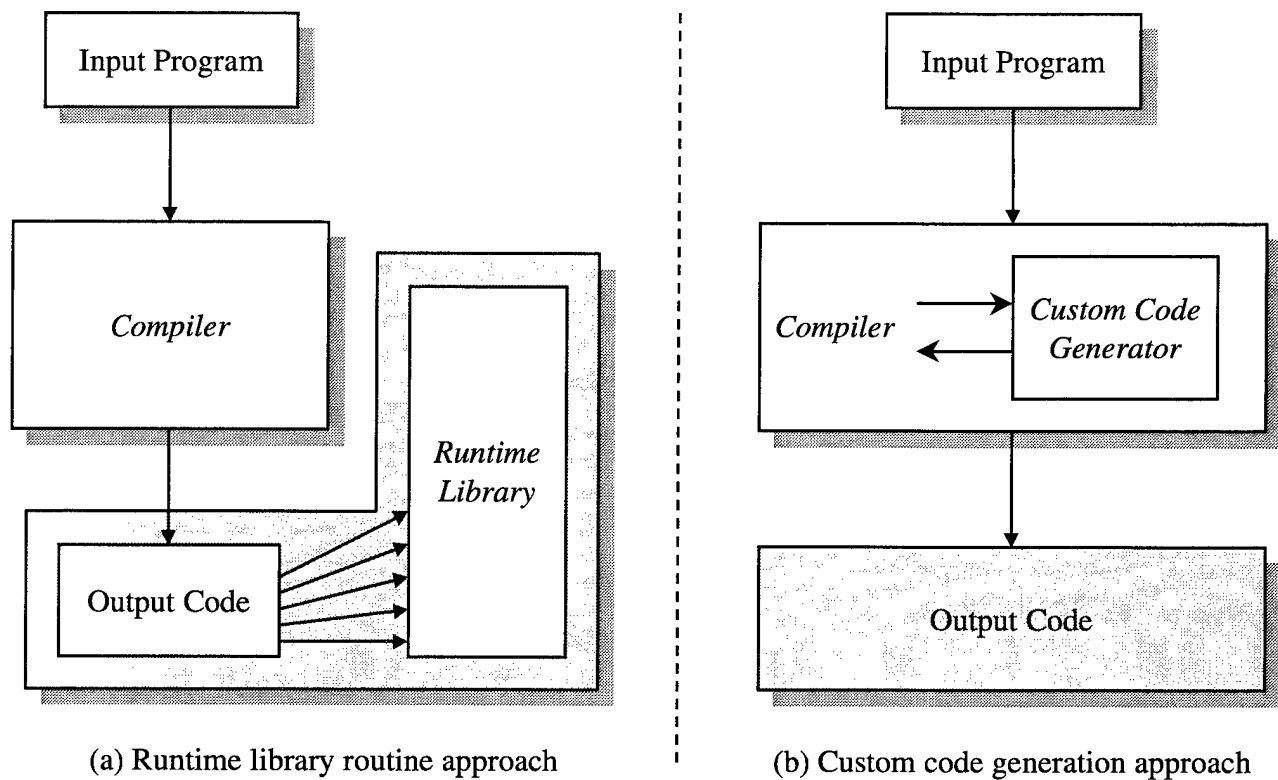 Input Program
Compiler
Runtime
Library
Output Code
(a) Runtime library routine approach
Input Program
Compiler
Custom Code
Generator
Output Code
(b) Custom code generation approach